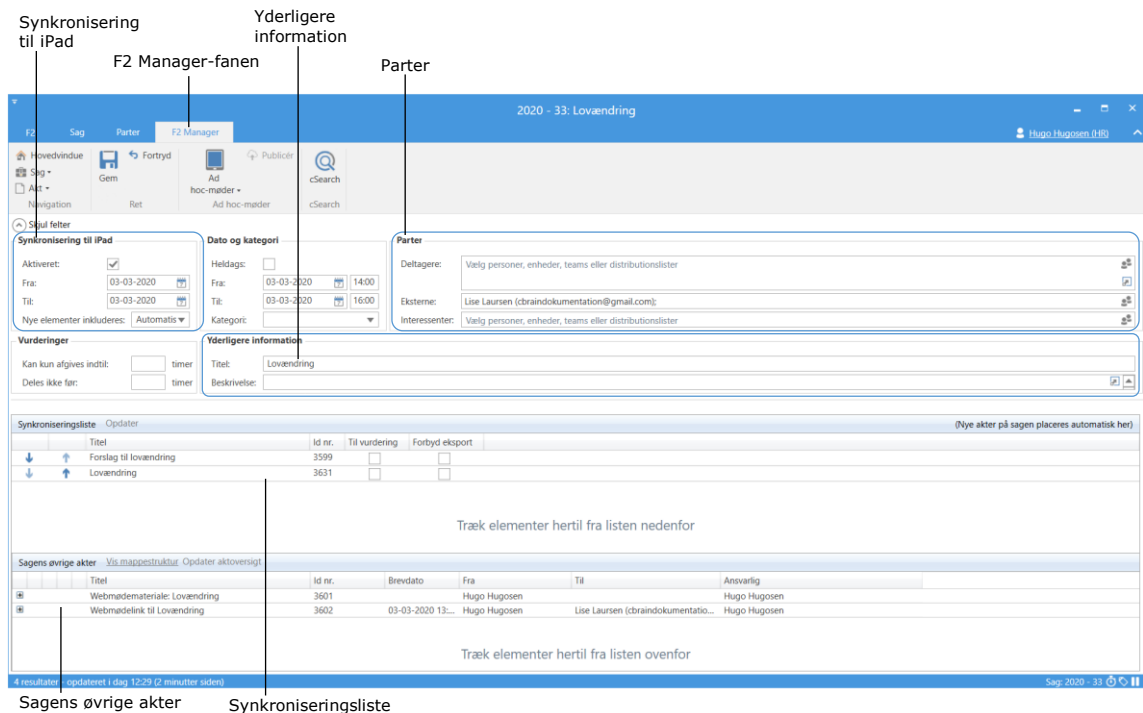 Synkronisering
til iPad
Yderligere
information
F2 Manager-fanen
Parter
2020 - 33: Lovændring
F2 Sag Parter F2 Manager
Hugo Hugosen (HR)
Hovedvindue
Sag
Akt
Navigation
Gem
Fortryd
Ret
Ad
hoc-møder
Publicér
Ad hoc-møder
cSearch
cSearch
Skjul felter
Synkronisering til iPad
Aktiveret:
Fra: 03-03-2020
Til: 03-03-2020
Nye elementer inkluderes: Automatis
Dato og kategori
Heldags:
Fra: 03-03-2020 14:00
Til: 03-03-2020 16:00
Kategori:
Parter
Deltagere: Vælg personer, enheder, teams eller distributionslister
Eksterne: Lise Laursen (cbraindokumentation@gmail.com);
Interessenter: Vælg personer, enheder, teams eller distributionslister
Vurderinger
Kan kun afgives indtil: timer
Deles ikke før: timer
Yderligere information
Titel: Lovændring
Beskrivelse:
Synkroniseringsliste Opdater (Nye akter på sagen placeres automatisk her)
Titel Id nr. Til vurdering Forbyd eksport
Forslag til lovændring 3599
Lovændring 3631
Træk elementer hertil fra listen nedenfor
Sagens øvrige akter Vis mappestruktur Opdater aktoversigt
Titel Id nr. Brevdato Fra Til Ansvarlig
Webmødemateriale: Lovændring 3601 Hugo Hugosen Hugo Hugosen
Webmødelink til Lovændring 3602 03-03-2020 13:... Hugo Hugosen Lise Laursen (cbraindokumentatio... Hugo Hugosen
Træk elementer hertil fra listen ovenfor
4 resultater - opdateret i dag 12:29 (2 minutter siden) Sag: 2020 - 33
Sagens øvrige akter
Synkroniseringsliste